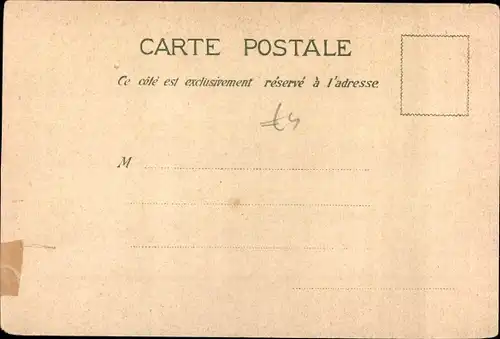 CARTE POSTALE
Ce côté est exclusivement réservé à l'adresse
M